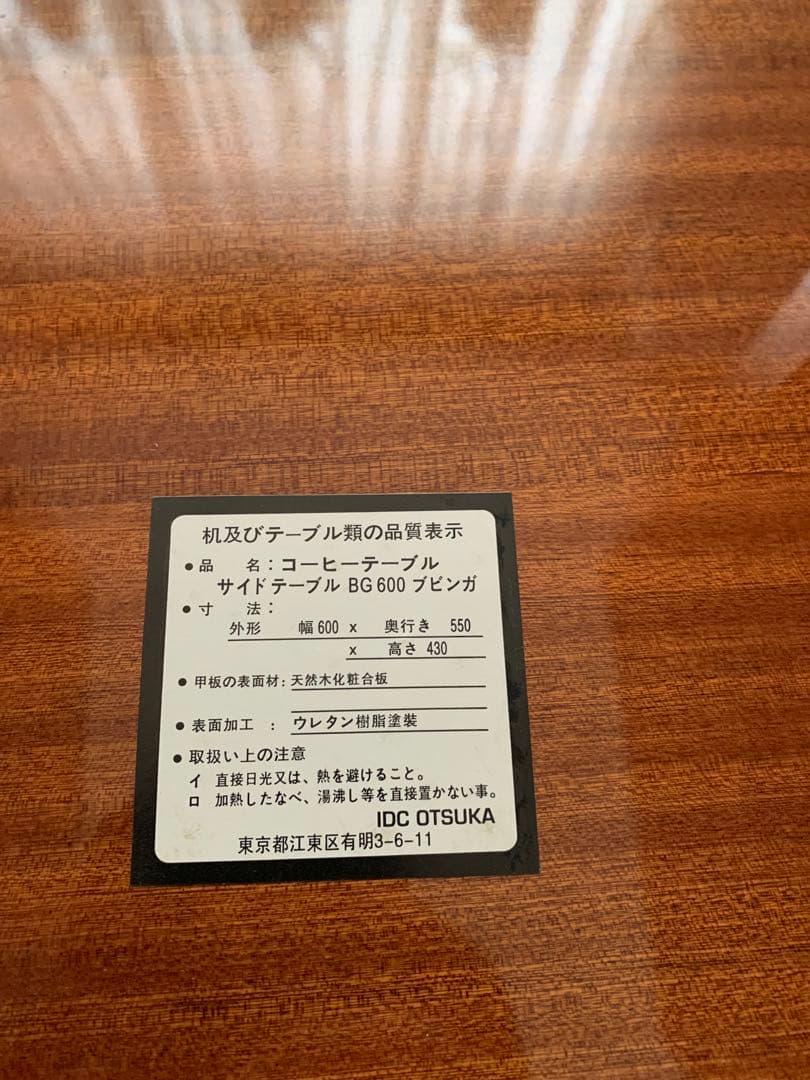 机及びテーブル類の品質表示
●品　名：コーヒーテーブル
サイドテーブル BG600 ブビンガ
●寸　法：
外形　幅600 x 奥行き 550
x 高さ 430
●甲板の表面材：天然木化粧合板
●表面加工：ウレタン樹脂塗装
●取扱い上の注意
イ 直接日光又は、熱を避けること。
ロ 加熱したなべ、湯沸し等を直接置かない事。
IDC OTSUKA
東京都江東区有明3-6-11